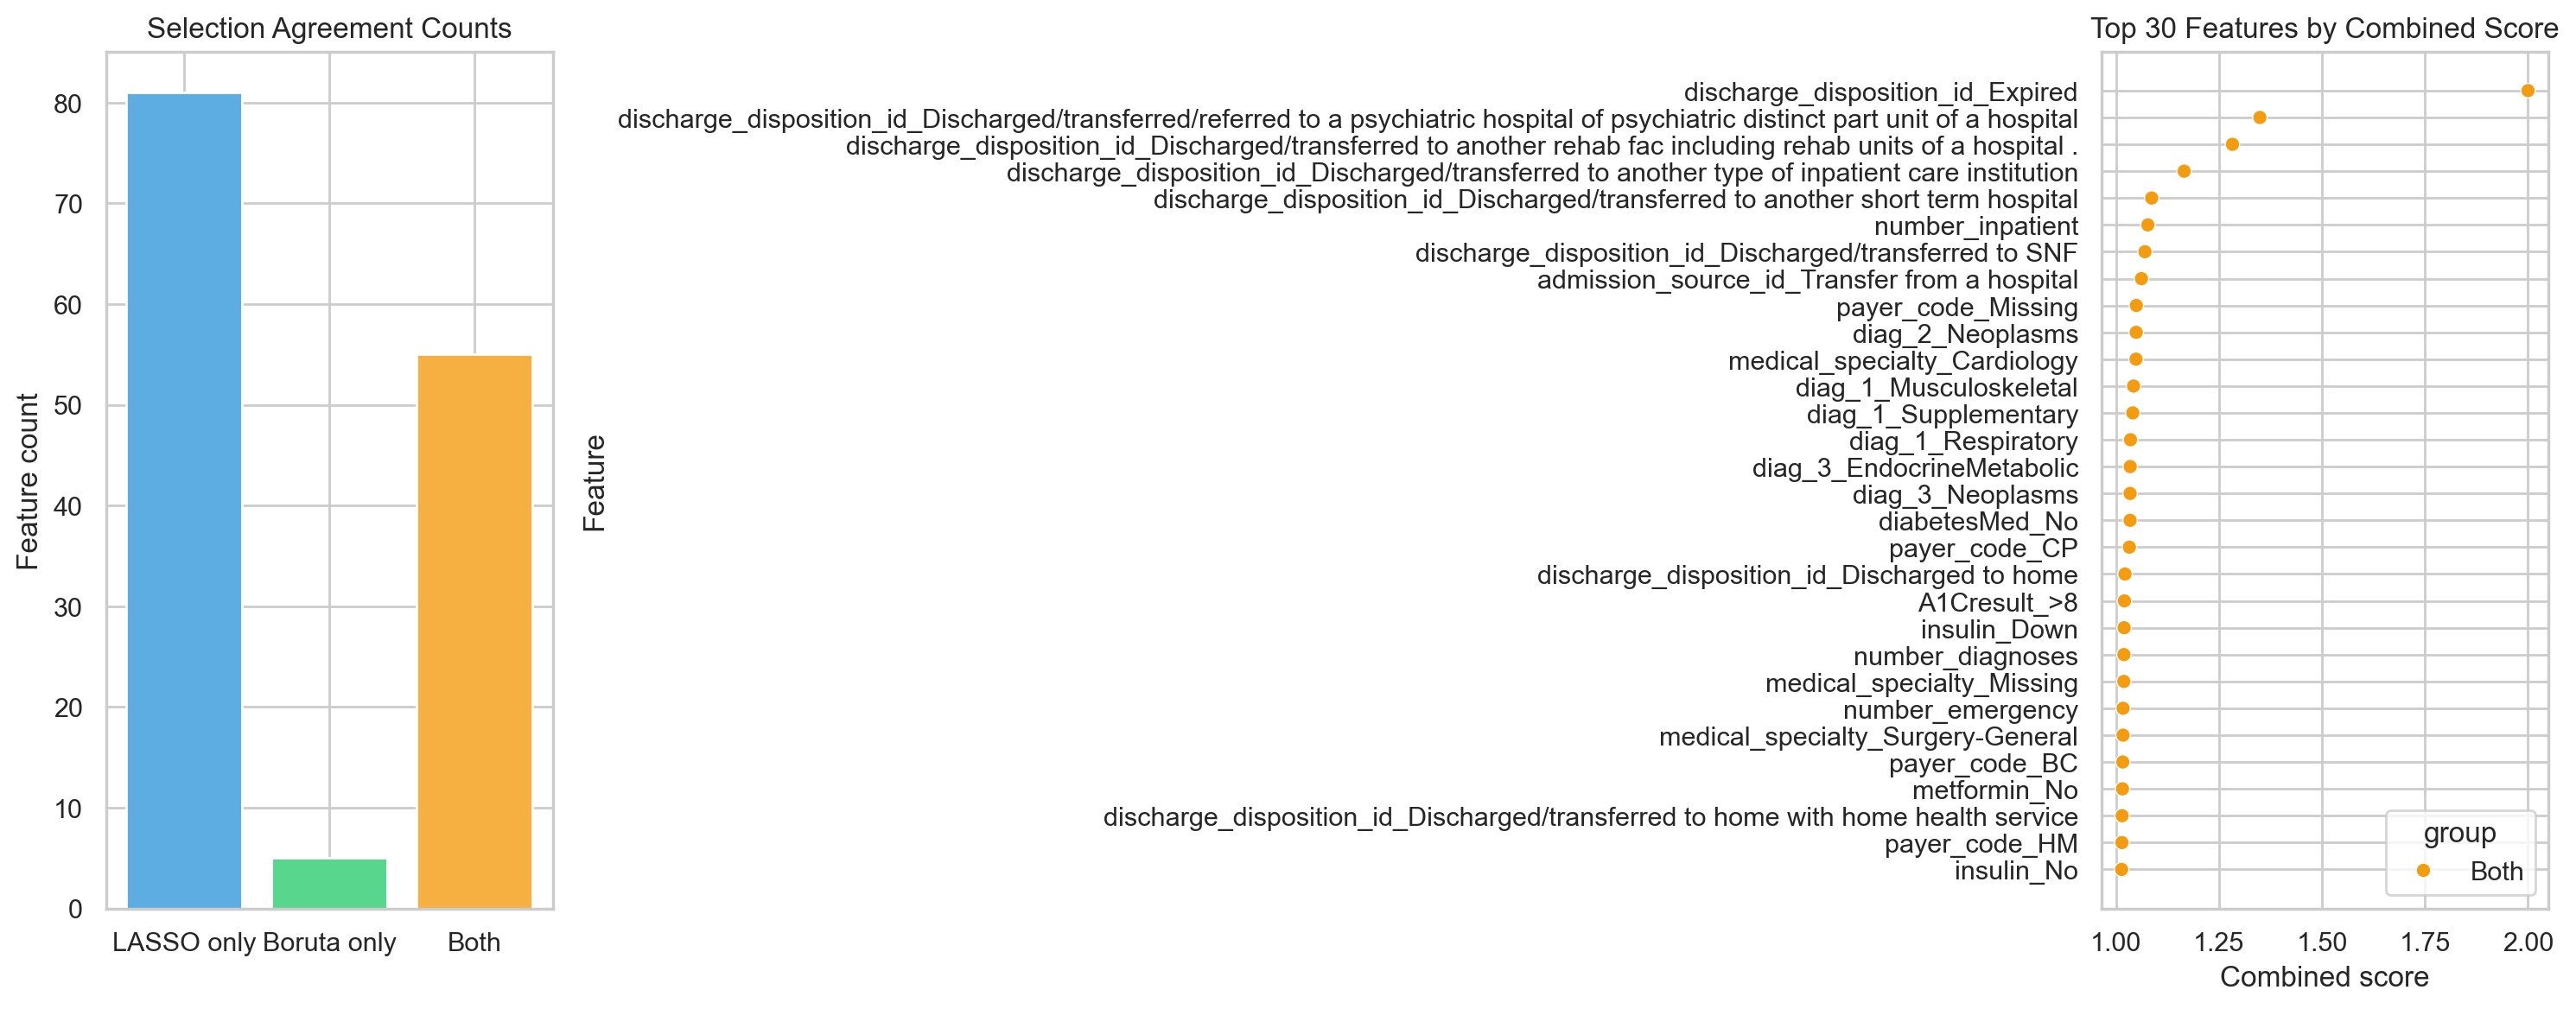 Selection Agreement Counts
Feature count
80
70
60
50
40
30
20
10
0
LASSO only
Boruta only
Both
Top 30 Features by Combined Score
Feature
discharge_disposition_id_Expired
discharge_disposition_id_Discharged/transferred/referred to a psychiatric hospital of psychiatric distinct part unit of a hospital
discharge_disposition_id_Discharged/transferred to another rehab fac including rehab units of a hospital .
discharge_disposition_id_Discharged/transferred to another type of inpatient care institution
discharge_disposition_id_Discharged/transferred to another short term hospital
number_inpatient
discharge_disposition_id_Discharged/transferred to SNF
admission_source_id_Transfer from a hospital
payer_code_Missing
diag_2_Neoplasms
medical_specialty_Cardiology
diag_1_Musculoskeletal
diag_1_Supplementary
diag_1_Respiratory
diag_3_EndocrineMetabolic
diag_3_Neoplasms
diabetesMed_No
payer_code_CP
discharge_disposition_id_Discharged to home
A1Cresult_>8
insulin_Down
number_diagnoses
medical_specialty_Missing
number_emergency
medical_specialty_Surgery-General
payer_code_BC
metformin_No
discharge_disposition_id_Discharged/transferred to home with home health service
payer_code_HM
insulin_No
group
Both
1.00
1.25
1.50
1.75
2.00
Combined score